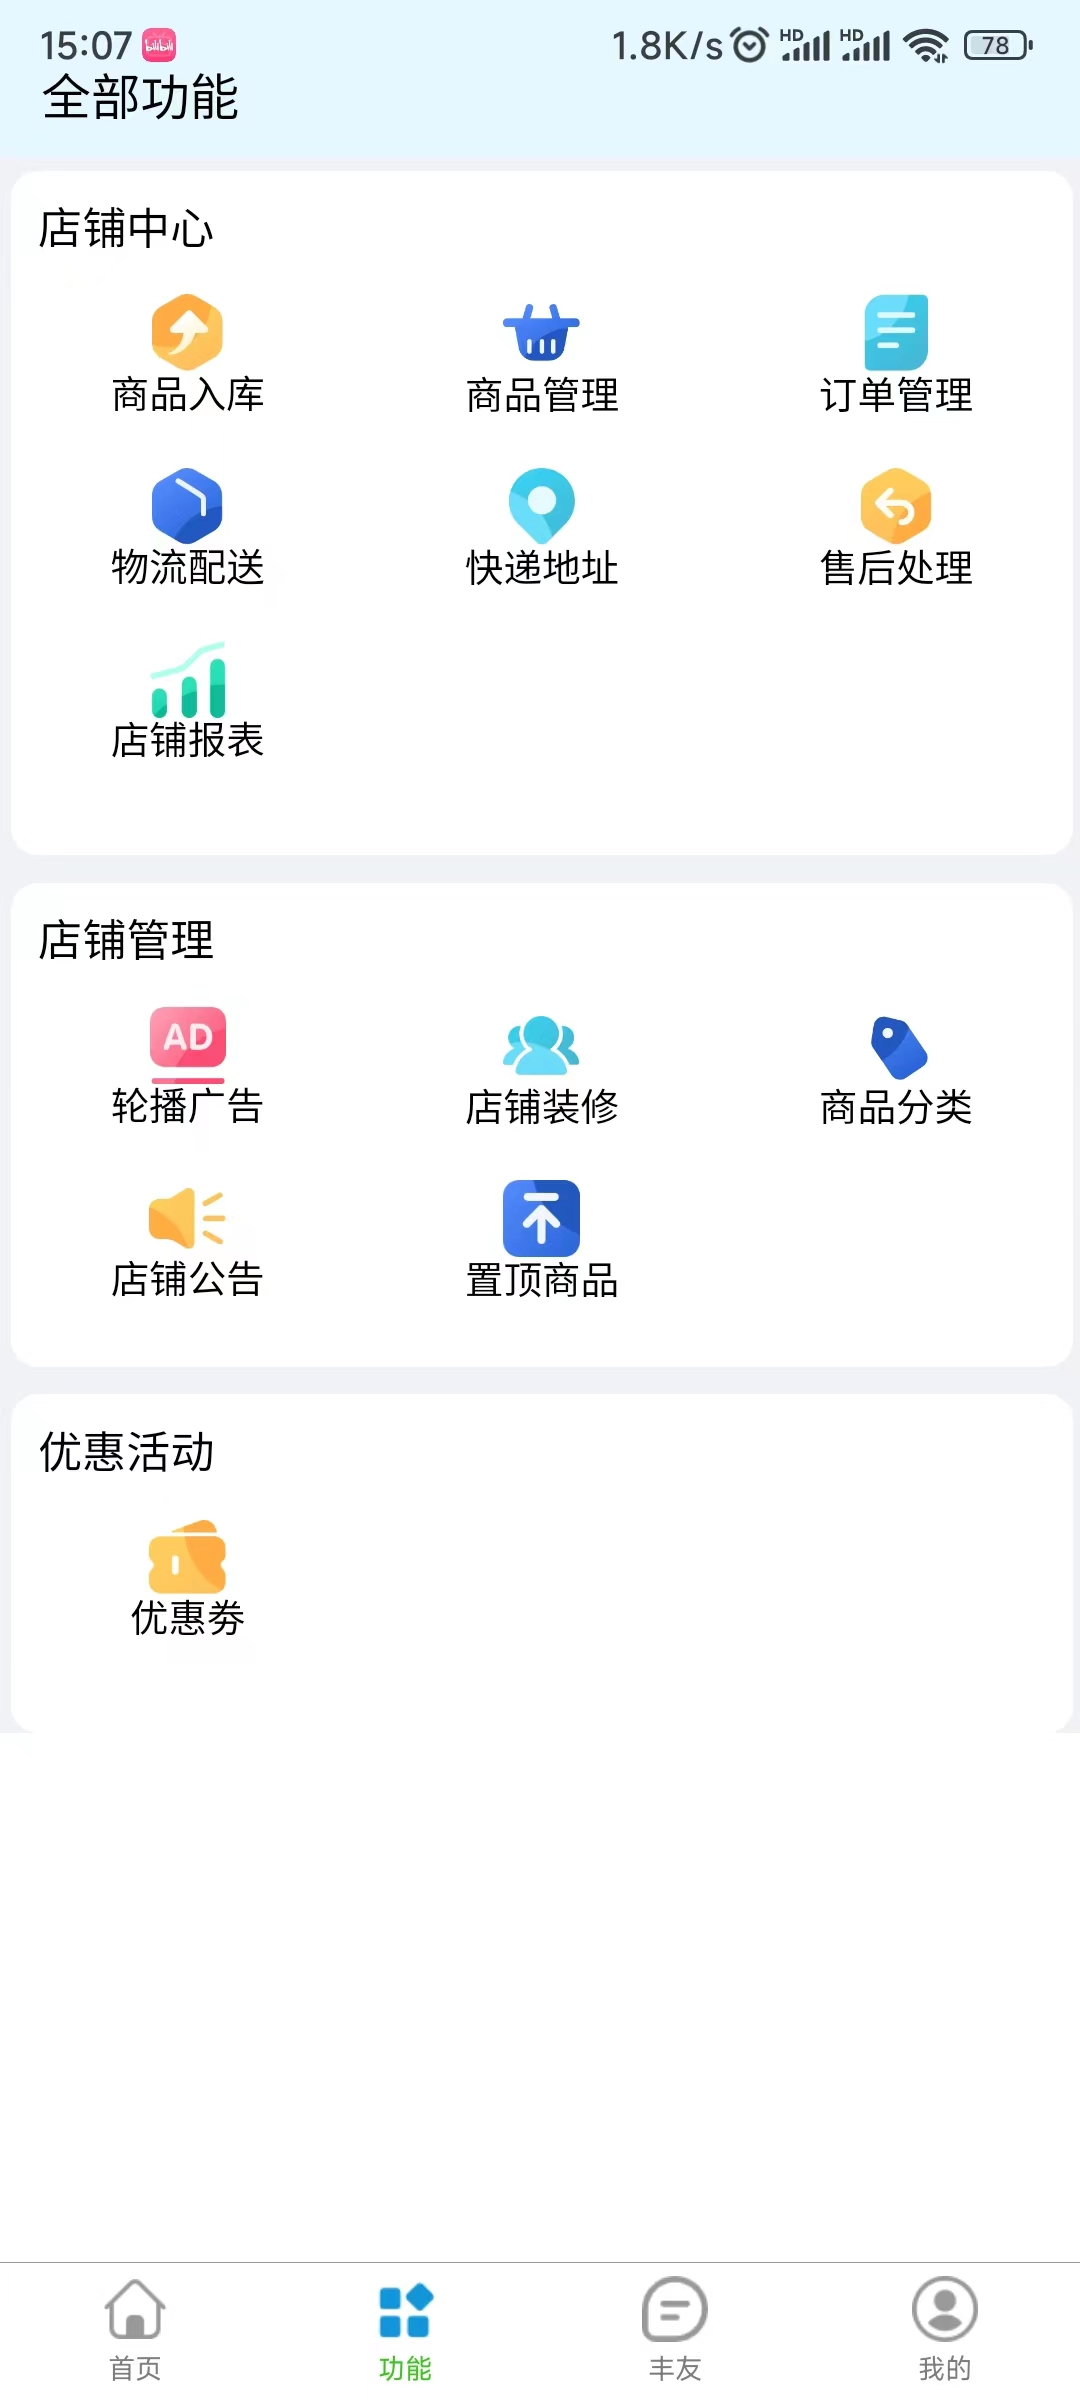 15:07 bilibili 1.8K/s HD HD 78
全部功能
店铺中心
商品入库 商品管理 订单管理
物流配送 快递地址 售后处理
店铺报表
店铺管理
AD
轮播广告 店铺装修 商品分类
店铺公告 置顶商品
优惠活动
优惠券
首页 功能 丰友 我的